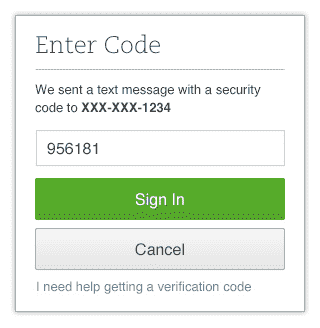 Enter Code
We sent a text message with a security
code to XXX-XXX-1234
956181
Sign In
Cancel
I need help getting a verification code